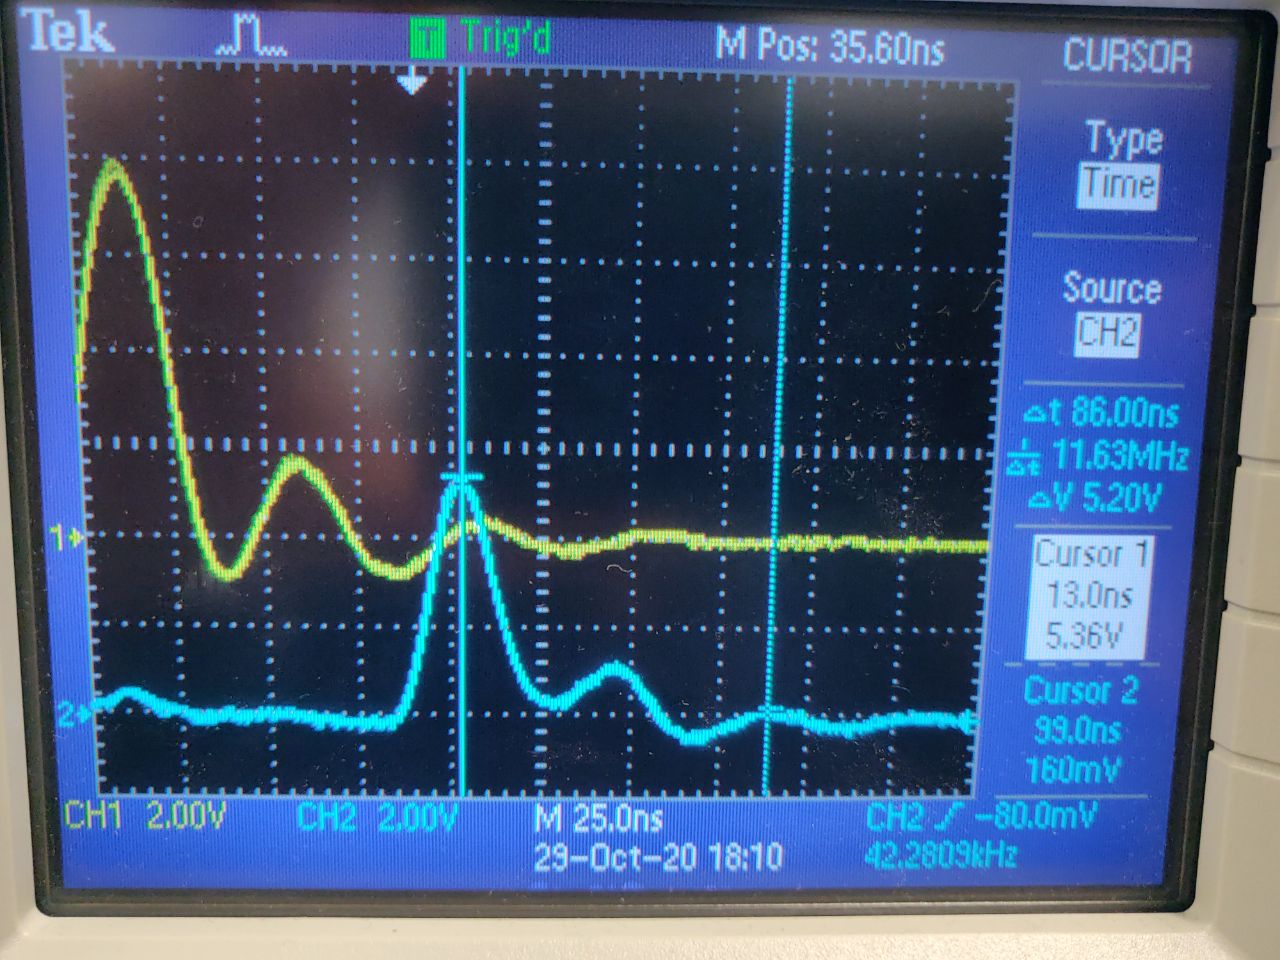 Tek T Trig'd M Pos: 35.60ns CURSOR
Type
Time
Source
CH2
Δt 86.00ns
1/Δt 11.63MHz
ΔV 5.20V
1
Cursor 1
13.0ns
5.36V
2
Cursor 2
99.0ns
160mV
CH1 2.00V CH2 2.00V M 25.0ns CH2 -80.0mV
29-Oct-20 18:10 42.2809kHz